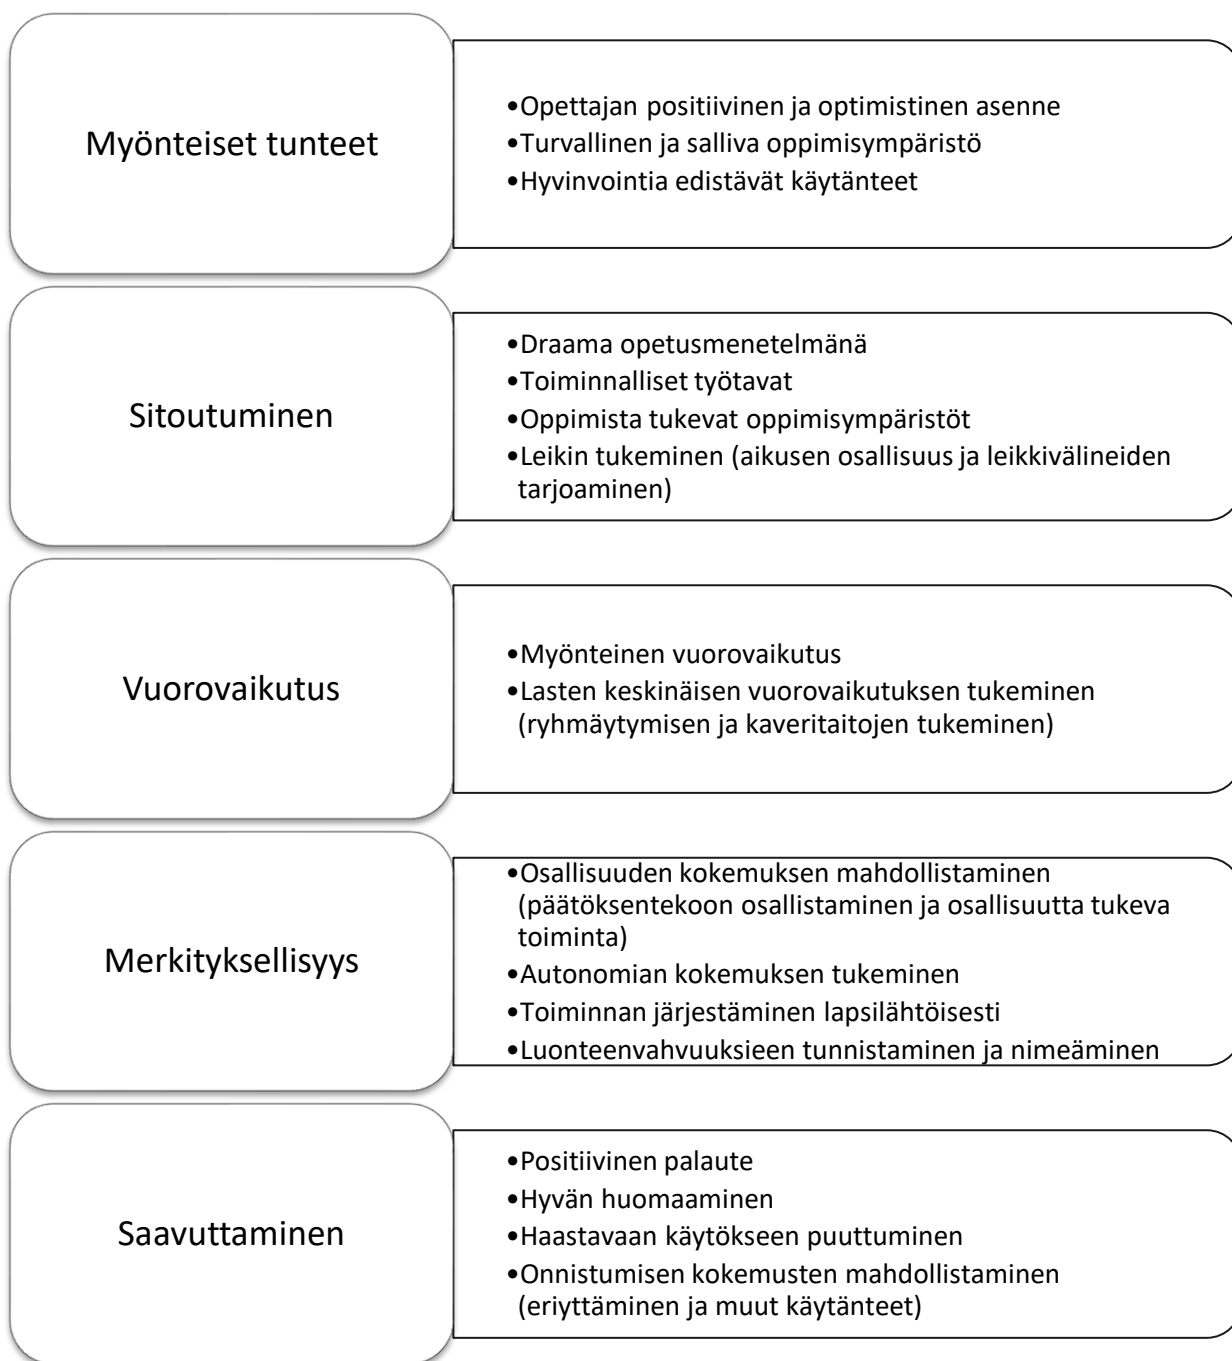 Myönteiset tunteet
•Opettajan positiivinen ja optimistinen asenne
•Turvallinen ja salliva oppimisympäristö
•Hyvinvointia edistävät käytänteet
Sitoutuminen
•Draama opetusmenetelmänä
•Toiminnalliset työtavat
•Oppimista tukevat oppimisympäristöt
•Leikin tukeminen (aikusen osallisuus ja leikkivälineiden
tarjoaminen)
Vuorovaikutus
•Myönteinen vuorovaikutus
•Lasten keskinäisen vuorovaikutuksen tukeminen
(ryhmäytymisen ja kaveritaitojen tukeminen)
Merkityksellisyys
•Osallisuuden kokemuksen mahdollistaminen
(päätöksentekoon osallistaminen ja osallisuutta tukeva
toiminta)
•Autonomian kokemuksen tukeminen
•Toiminnan järjestäminen lapsilähtöisesti
•Luonteenvahvuuksieen tunnistaminen ja nimeäminen
Saavuttaminen
•Positiivinen palaute
•Hyvän huomaaminen
•Haastavaan käytökseen puuttuminen
•Onnistumisen kokemusten mahdollistaminen
(eriyttäminen ja muut käytänteet)